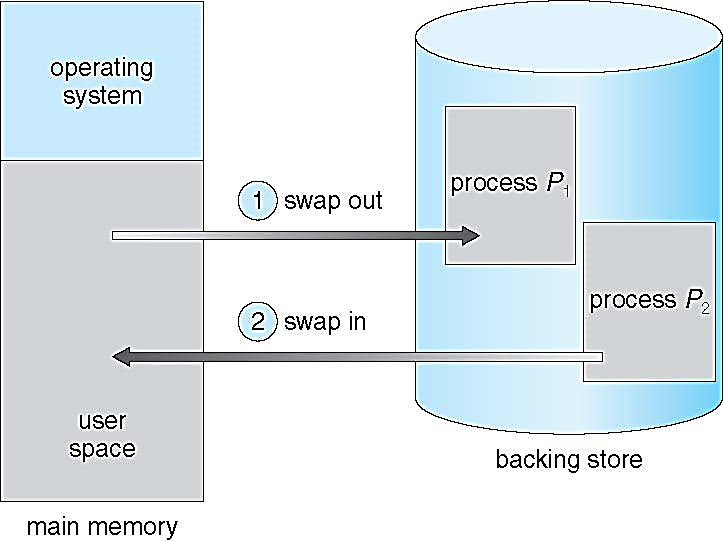 operating
system
process P1
1 swap out
process P2
2 swap in
user
space
backing store
main memory